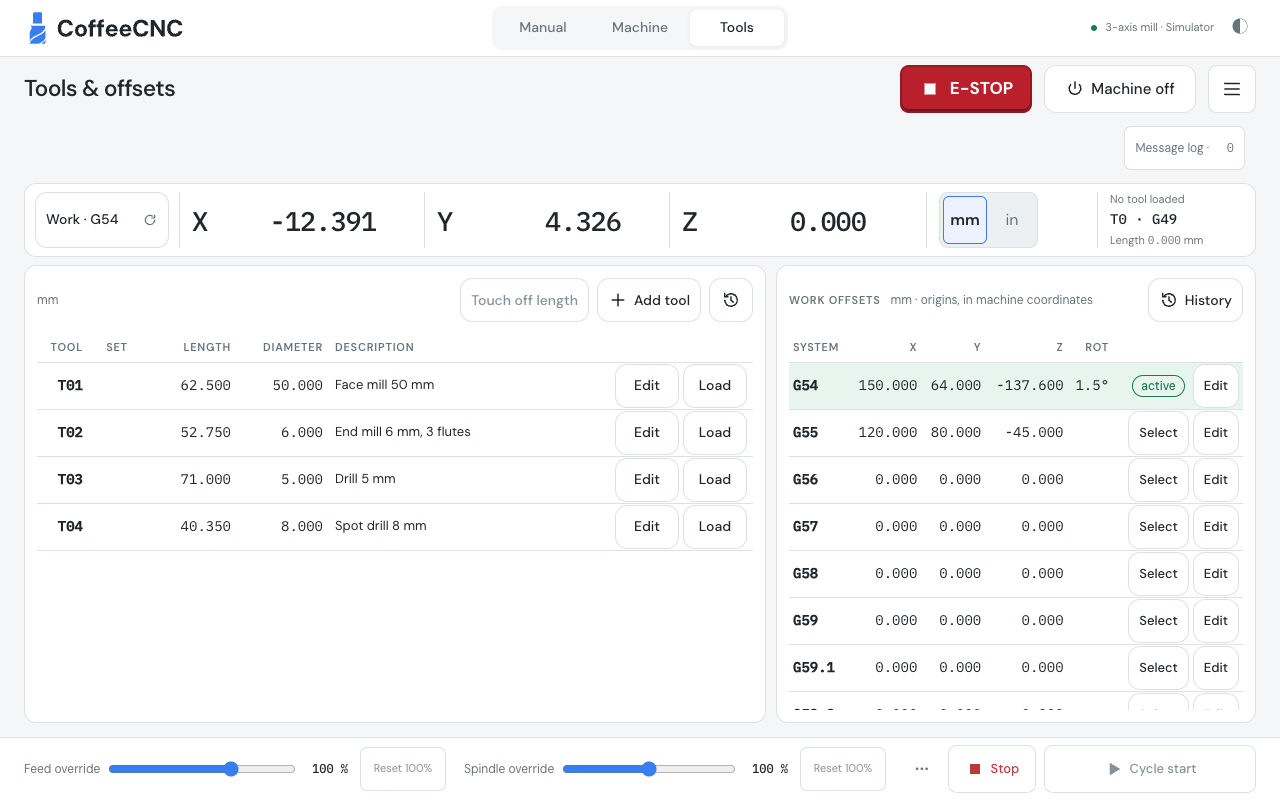 CoffeeCNC
Manual Machine Tools
3-axis mill · Simulator
Tools & offsets
E-STOP
Machine off
Message log · 0
Work · G54
X -12.391
Y 4.326
Z 0.000
mm in
No tool loaded
T0 · G49
Length 0.000 mm
mm
Touch off length
Add tool
TOOL SET LENGTH DIAMETER DESCRIPTION
T01 62.500 50.000 Face mill 50 mm Edit Load
T02 52.750 6.000 End mill 6 mm, 3 flutes Edit Load
T03 71.000 5.000 Drill 5 mm Edit Load
T04 40.350 8.000 Spot drill 8 mm Edit Load
WORK OFFSETS mm · origins, in machine coordinates
History
SYSTEM X Y Z ROT
G54 150.000 64.000 -137.600 1.5° active Edit
G55 120.000 80.000 -45.000 Select Edit
G56 0.000 0.000 0.000 Select Edit
G57 0.000 0.000 0.000 Select Edit
G58 0.000 0.000 0.000 Select Edit
G59 0.000 0.000 0.000 Select Edit
G59.1 0.000 0.000 0.000 Select Edit
Feed override 100 % Reset 100%
Spindle override 100 % Reset 100%
···
Stop
Cycle start